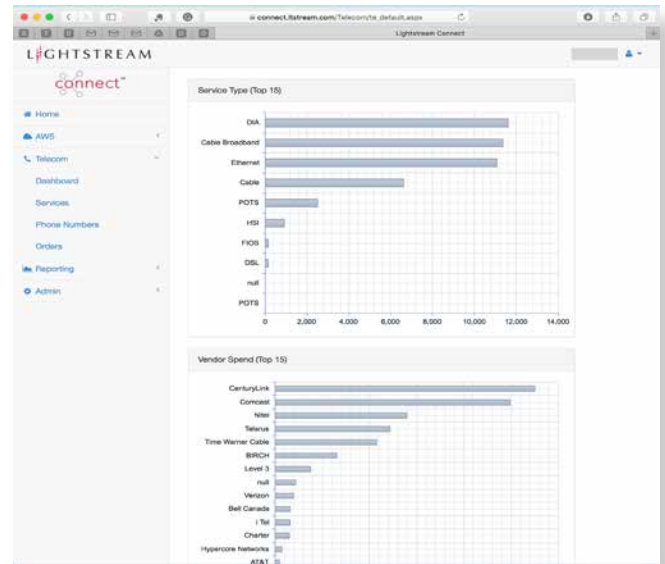 connect.ltstream.com/Telecom/te_default.aspx
Lightstream Connect
LIGHTSTREAM
connect™
Home
AWS
Telecom
Dashboard
Services
Phone Numbers
Orders
Reporting
Admin
Service Type (Top 15)
DIA
Cable Broadband
Ethernet
Cable
POTS
HSI
FIOS
DSL
null
POTS
0 2,000 4,000 6,000 8,000 10,000 12,000 14,000
Vendor Spend (Top 15)
CenturyLink
Comcast
Nitel
Telarus
Time Warner Cable
BIRCH
Level 3
null
Verizon
Bell Canada
i Tel
Charter
Hypercore Networks
AT&T